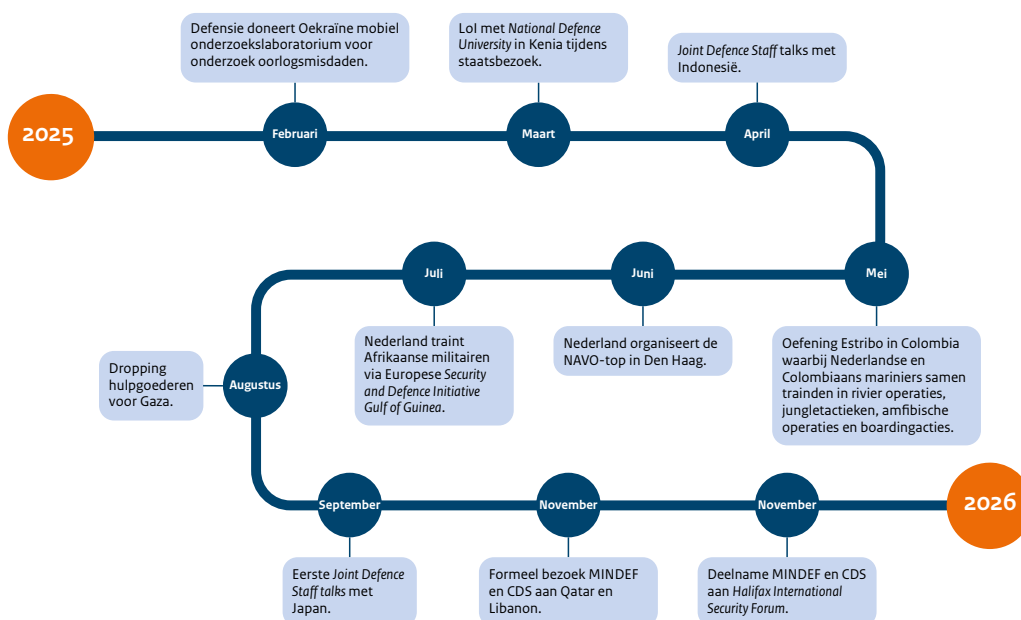 Defensie doneert Oekraïne mobiel
onderzoekslaboratorium voor
onderzoek oorlogsmisdaden.
LoI met National Defence
University in Kenia tijdens
staatsbezoek.
Joint Defence Staff talks met
Indonesië.
2025
Februari
Maart
April
Juli
Juni
Mei
Nederland traint
Afrikaanse militairen
via Europese Security
and Defence Initiative
Gulf of Guinea.
Nederland organiseert de
NAVO-top in Den Haag.
Oefening Estribo in Colombia
waarbij Nederlandse en
Colombiaans mariniers samen
trainden in rivier operaties,
jungletactieken, amfibische
operaties en boardingacties.
Dropping
hulpgoederen
voor Gaza.
Augustus
September
November
November
2026
Eerste Joint Defence
Staff talks met
Japan.
Formeel bezoek MINDEF
en CDS aan Qatar en
Libanon.
Deelname MINDEF en CDS
aan Halifax International
Security Forum.